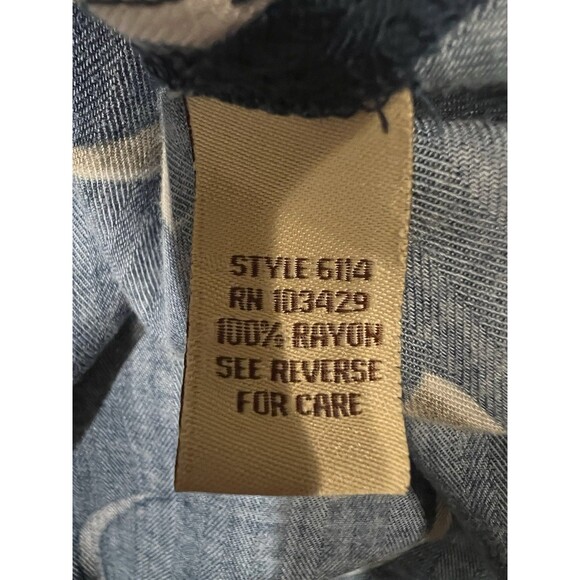 STYLE 6114
RN 103429
100% RAYON
SEE REVERSE
FOR CARE